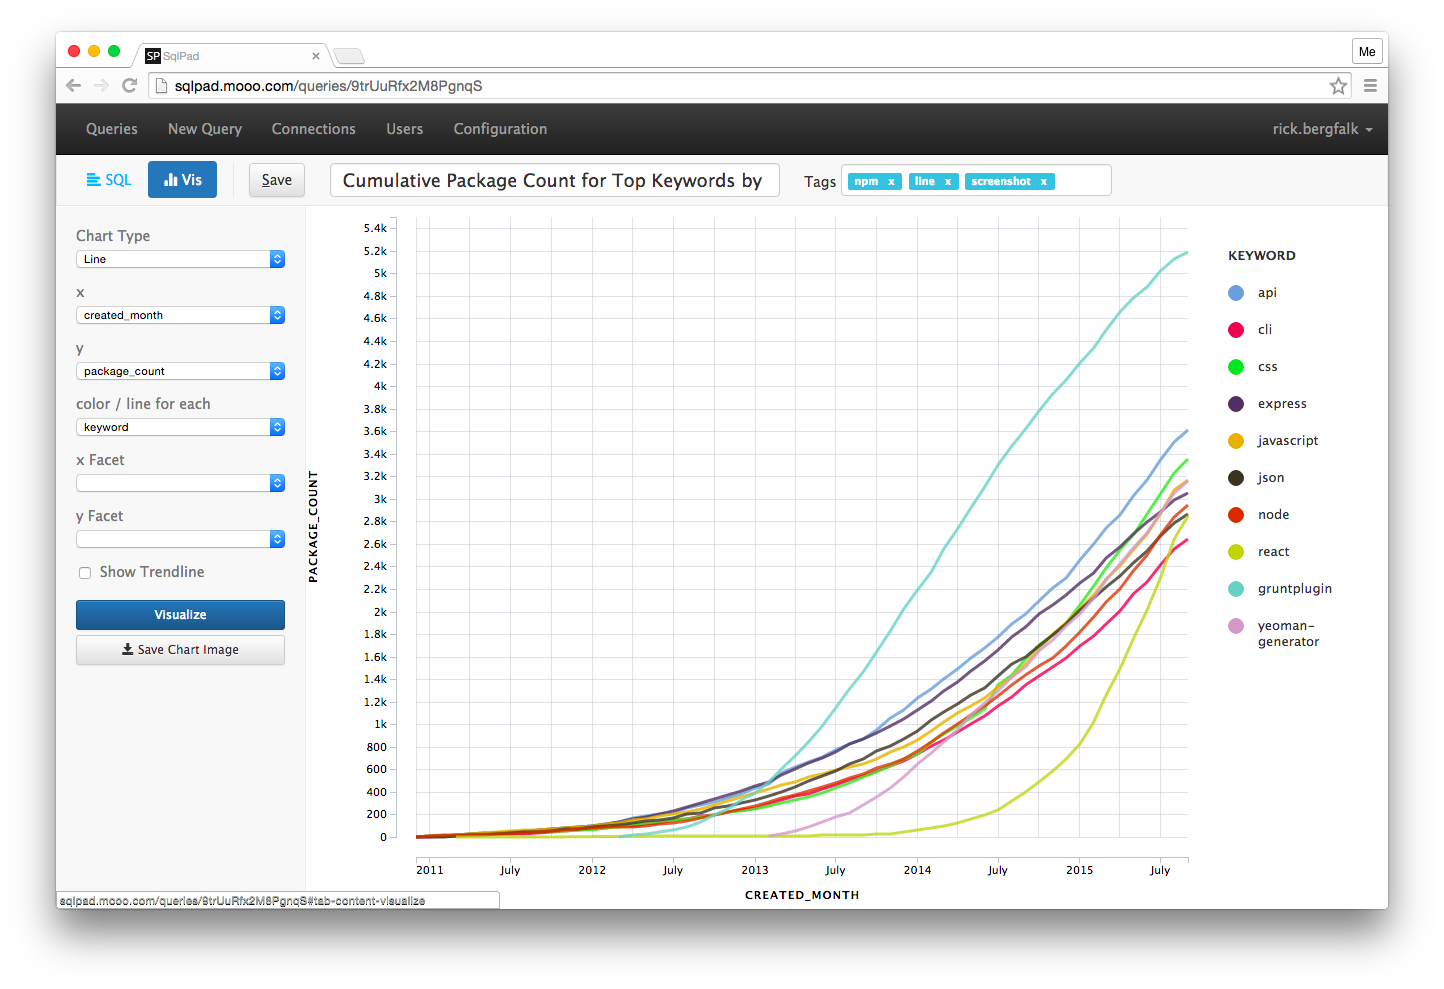 SP SqlPad
Me
sqlpad.mooo.com/queries/9trUuRfx2M8PgnqS
Queries New Query Connections Users Configuration rick.bergfalk
SQL Vis Save Cumulative Package Count for Top Keywords by Tags npm x line x screenshot x
Chart Type
Line
x
created_month
y
package_count
color / line for each
keyword
x Facet
y Facet
Show Trendline
Visualize
Save Chart Image
PACKAGE_COUNT
5.4k
5.2k
5k
4.8k
4.6k
4.4k
4.2k
4k
3.8k
3.6k
3.4k
3.2k
3k
2.8k
2.6k
2.4k
2.2k
2k
1.8k
1.6k
1.4k
1.2k
1k
800
600
400
200
0
2011 July 2012 July 2013 July 2014 July 2015 July
CREATED_MONTH
KEYWORD
api
cli
css
express
javascript
json
node
react
gruntplugin
yeoman-
generator
sqlpad.mooo.com/queries/9trUuRfx2M8PgnqS#tab-content-visualize